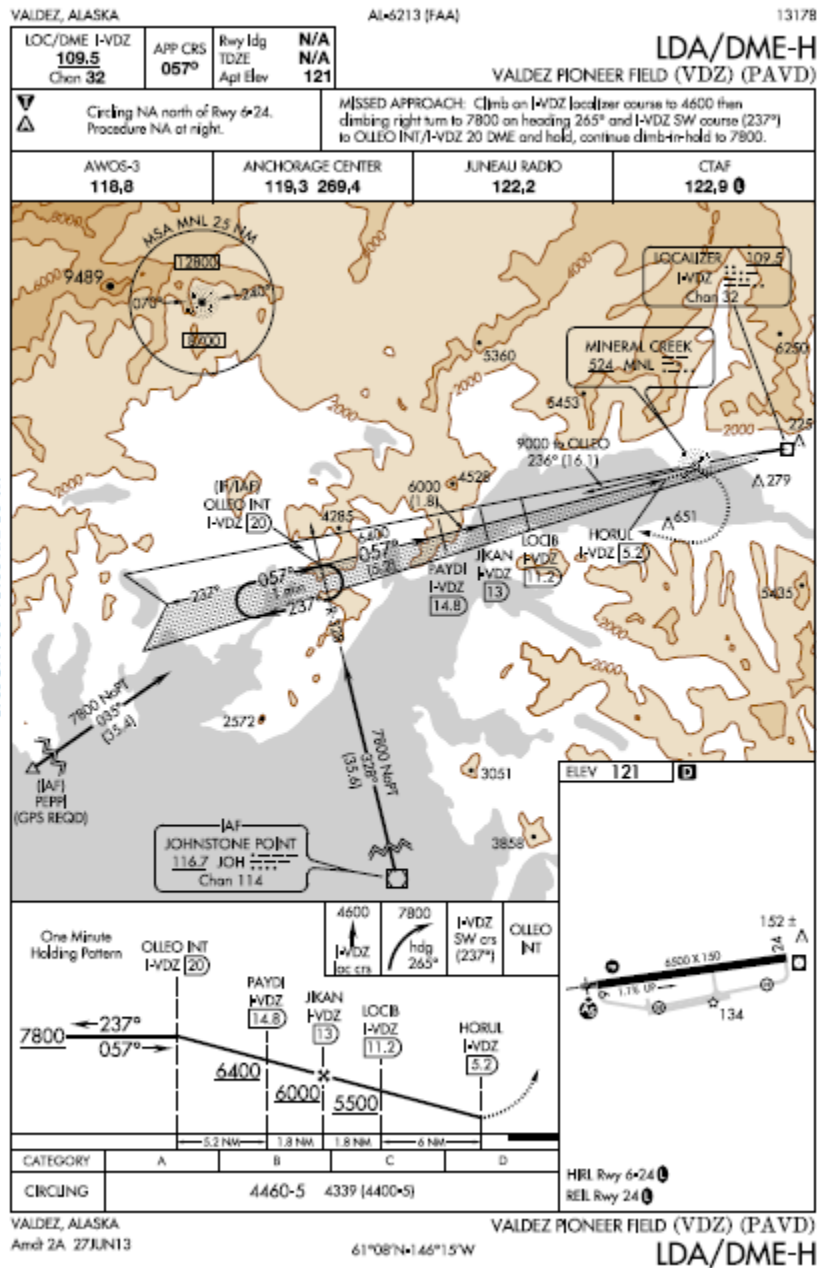 VALDEZ, ALASKA
AL-6213 (FAA)
13178
LOC/DME I-VDZ
109.5
Chan 32
APP CRS
057°
Rwy ldg N/A
TDZE N/A
Apt Elev 121
LDA/DME-H
VALDEZ PIONEER FIELD (VDZ) (PAVD)
T
A
Circling NA north of Rwy 6-24.
Procedure NA at night.
MISSED APPROACH: Climb on I-VDZ localizer course to 4600 then
climbing right turn to 7800 on heading 265° and I-VDZ SW course (237°)
to OLLEO INT/I-VDZ 20 DME and hold, continue climb-in-hold to 7800.
AWOS-3
118.8
ANCHORAGE CENTER
119.3 269.4
JUNEAU RADIO
122.2
CTAF
122.9 L
MSA MNL 25 NM
12800
070°
240°
9489
6000
4000
LOCALIZER 109.5
I-VDZ
Chan 32
MINERAL CREEK
524 MNL
5360
6250
2000
2000
5453
2000
225
9000 to OLLEO
236° (16.1)
279
651
4528
6000
(1.8)
(IF/IAF)
OLLEO INT
I-VDZ 20
4285
6400
057°
(5.2)
PAYDI
I-VDZ
14.8
JIKAN
I-VDZ
13
LOCIB
I-VDZ
11.2
HORUL
I-VDZ 5.2
237°
057°
1 min
237°
5435
2000
2000
2000
7800 NoPT
035°
(35.4)
2572
7800 NoPT
328°
(35.6)
3051
3858
(IAF)
PEPPI
(GPS REQD)
IAF
JOHNSTONE POINT
116.7 JOH
Chan 114
ELEV 121
D
152 ±
24
6500 X 150
1.1% UP
134
A5
HIRL Rwy 6-24 L
REIL Rwy 24 L
One Minute
Holding Pattern
OLLEO INT
I-VDZ 20
4600
I-VDZ
loc crs
7800
hdg
265°
I-VDZ
SW crs
(237°)
OLLEO
INT
PAYDI
I-VDZ
14.8
JIKAN
I-VDZ
13
LOCIB
I-VDZ
11.2
HORUL
I-VDZ
5.2
7800
237°
057°
6400
6000
5500
5.2 NM
1.8 NM
1.8 NM
6 NM
CATEGORY A B C D
CIRCLING 4460-5 4339 (4400-5)
VALDEZ, ALASKA
Amdt 2A 27JUN13
61°08'N-146°15'W
VALDEZ PIONEER FIELD (VDZ) (PAVD)
LDA/DME-H